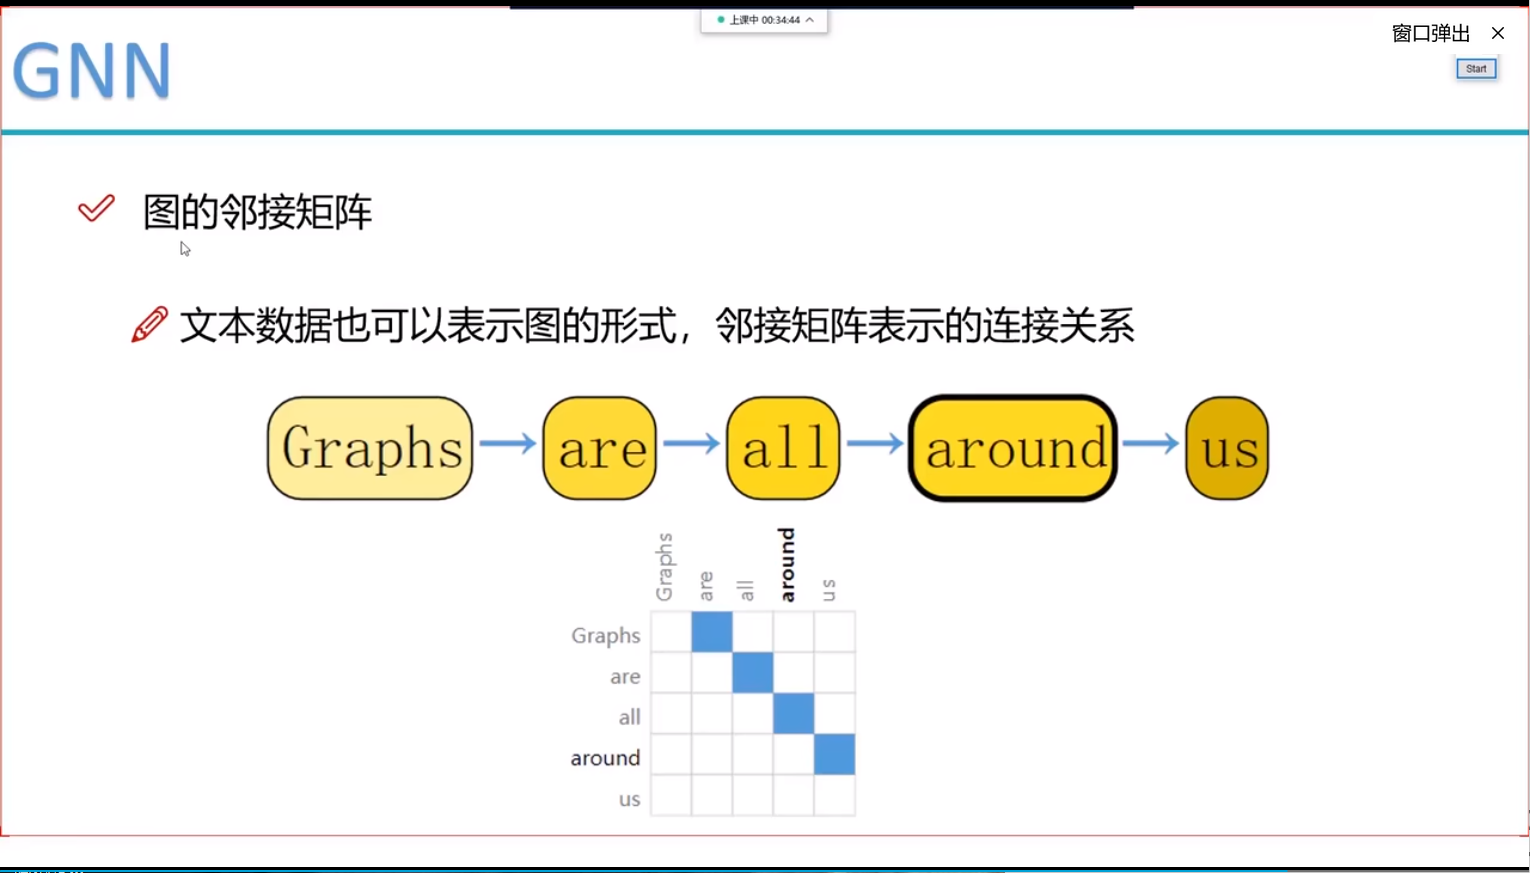 上课中 00:34:44
窗口弹出
GNN
Start
图的邻接矩阵
文本数据也可以表示图的形式，邻接矩阵表示的连接关系
Graphs are all around us
Graphs are all around us
Graphs
are
all
around
us